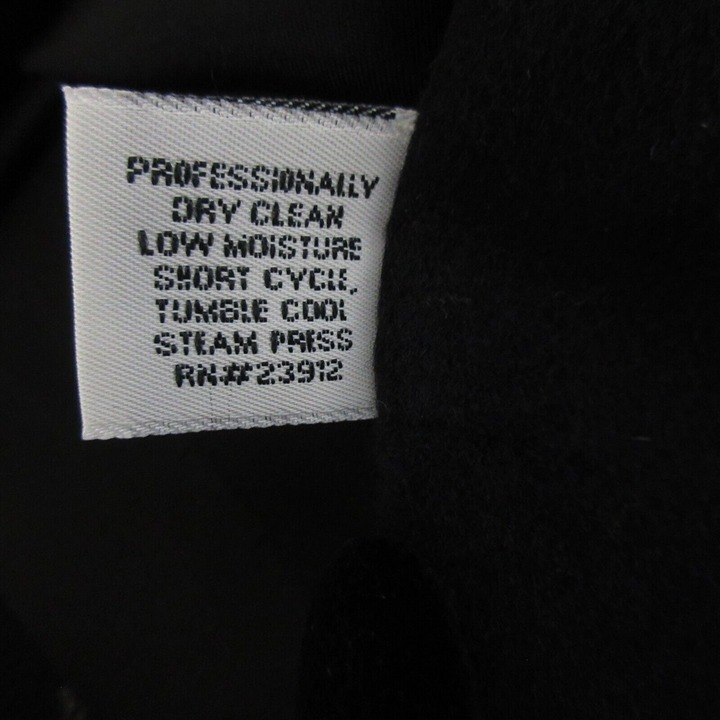 PROFESSIONALLY
DRY CLEAN
LOW MOISTURE
SHORT CYCLE,
TUMBLE COOL
STEAM PRESS
RN#23912